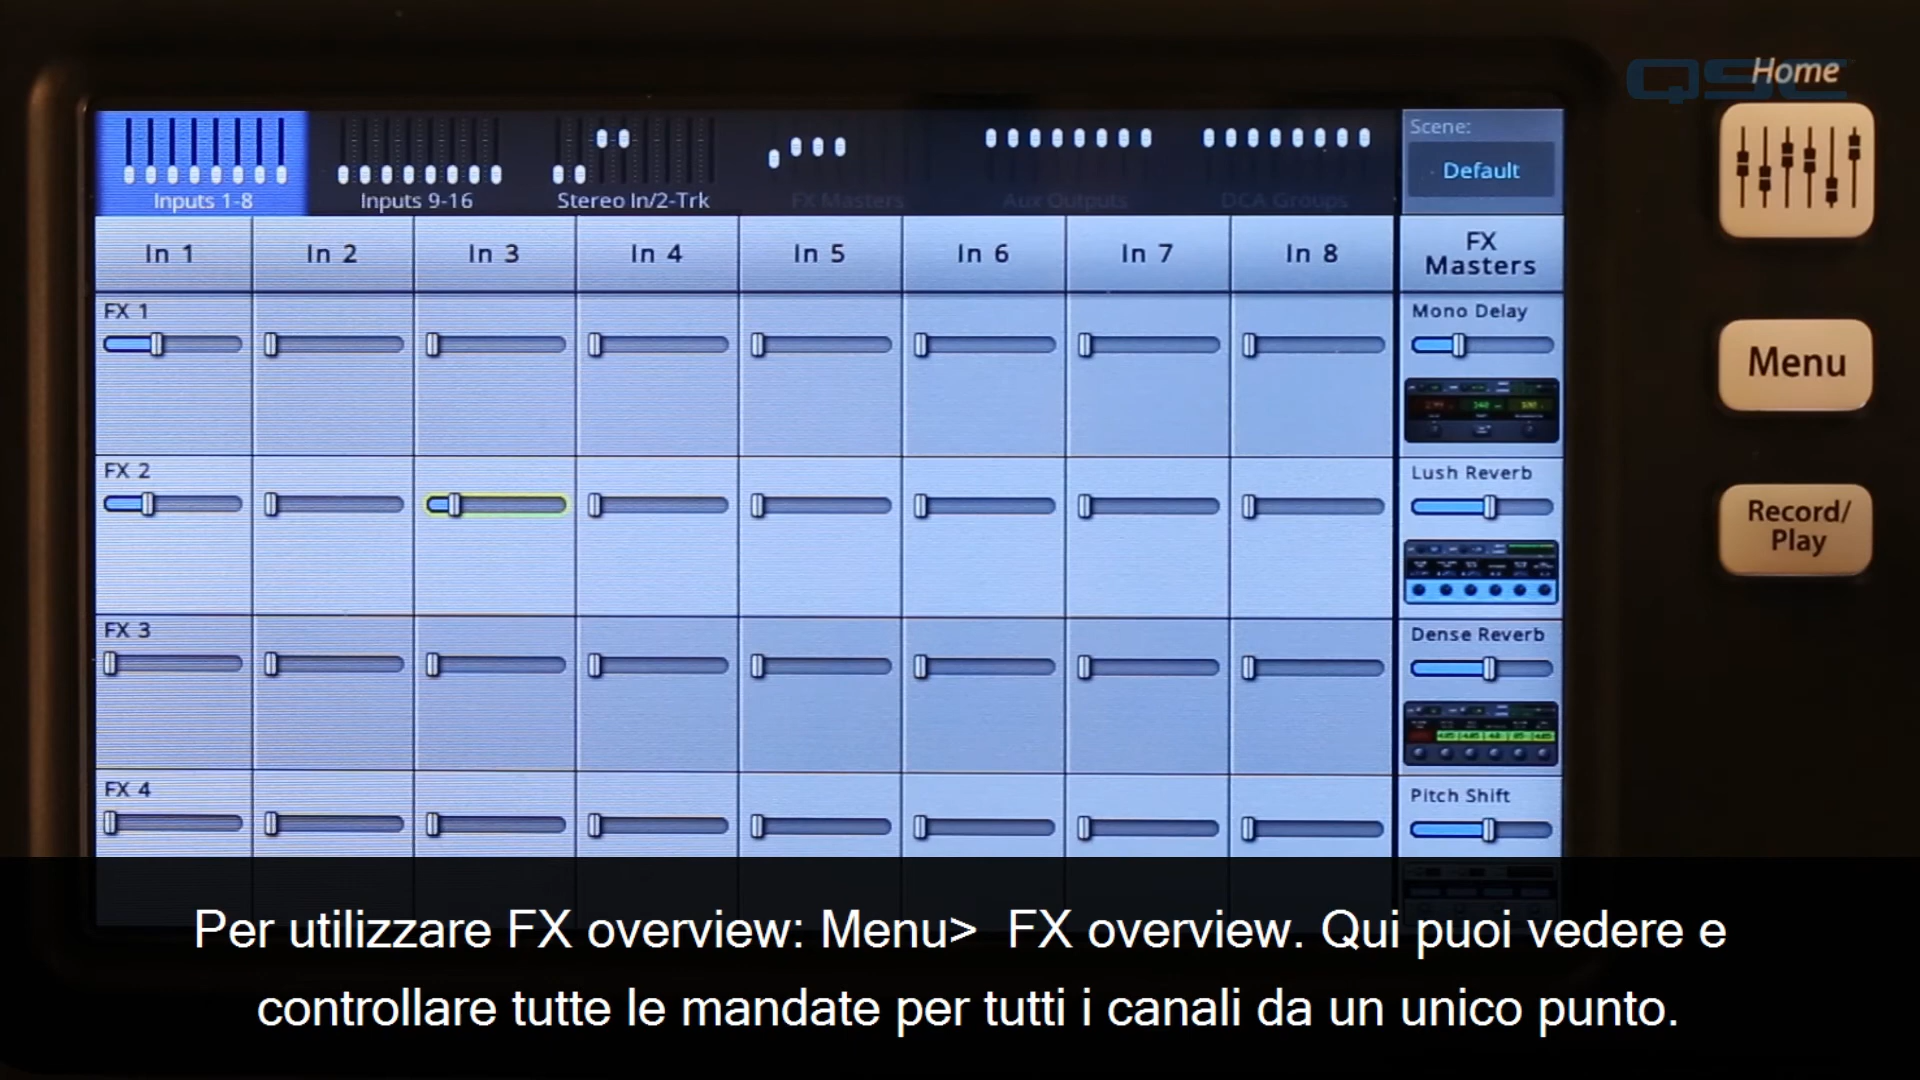 QSC
Home
Scene:
Default
Inputs 1-8
Inputs 9-16
Stereo In/2-Trk
FX Masters
Aux Outputs
DCA Groups
In 1
In 2
In 3
In 4
In 5
In 6
In 7
In 8
FX
Masters
FX 1
Mono Delay
Menu
FX 2
Lush Reverb
Record/
Play
FX 3
Dense Reverb
FX 4
Pitch Shift
Per utilizzare FX overview: Menu>  FX overview. Qui puoi vedere e
controllare tutte le mandate per tutti i canali da un unico punto.